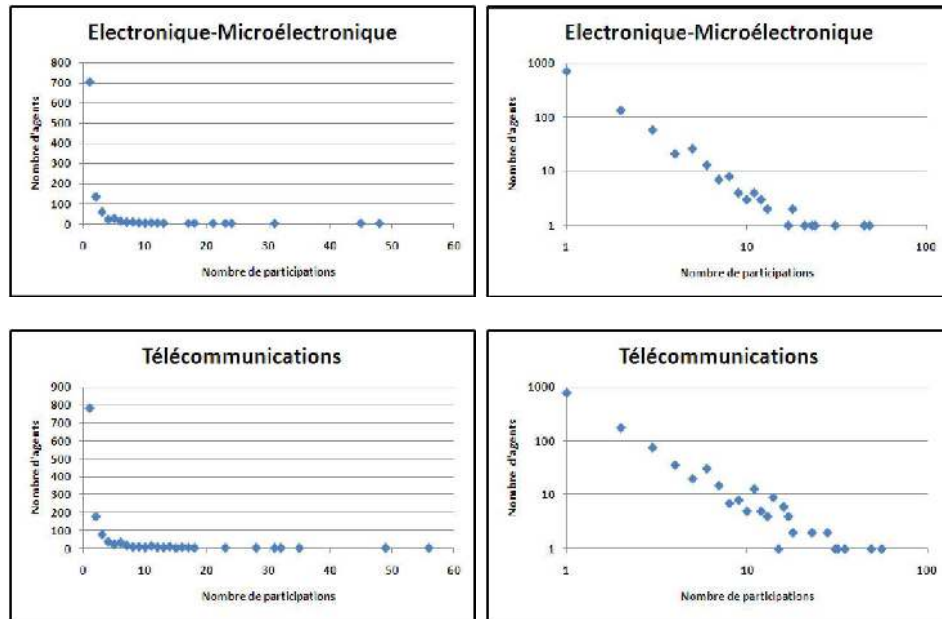 Electronique-Microélectronique
800
700
600
500
400
300
200
100
0
Nombre d'agents
0 10 20 30 40 50 60
Nombre de participations
Electronique-Microélectronique
1000
100
10
1
Nombre d'agents
1 10 100
Nombre de participations
Télécommunications
900
800
700
600
500
400
300
200
100
0
Nombre d'agents
0 10 20 30 40 50 60
Nombre de participations
Télécommunications
1000
100
10
1
Nombre d'agents
1 10 100
Nombre de participations